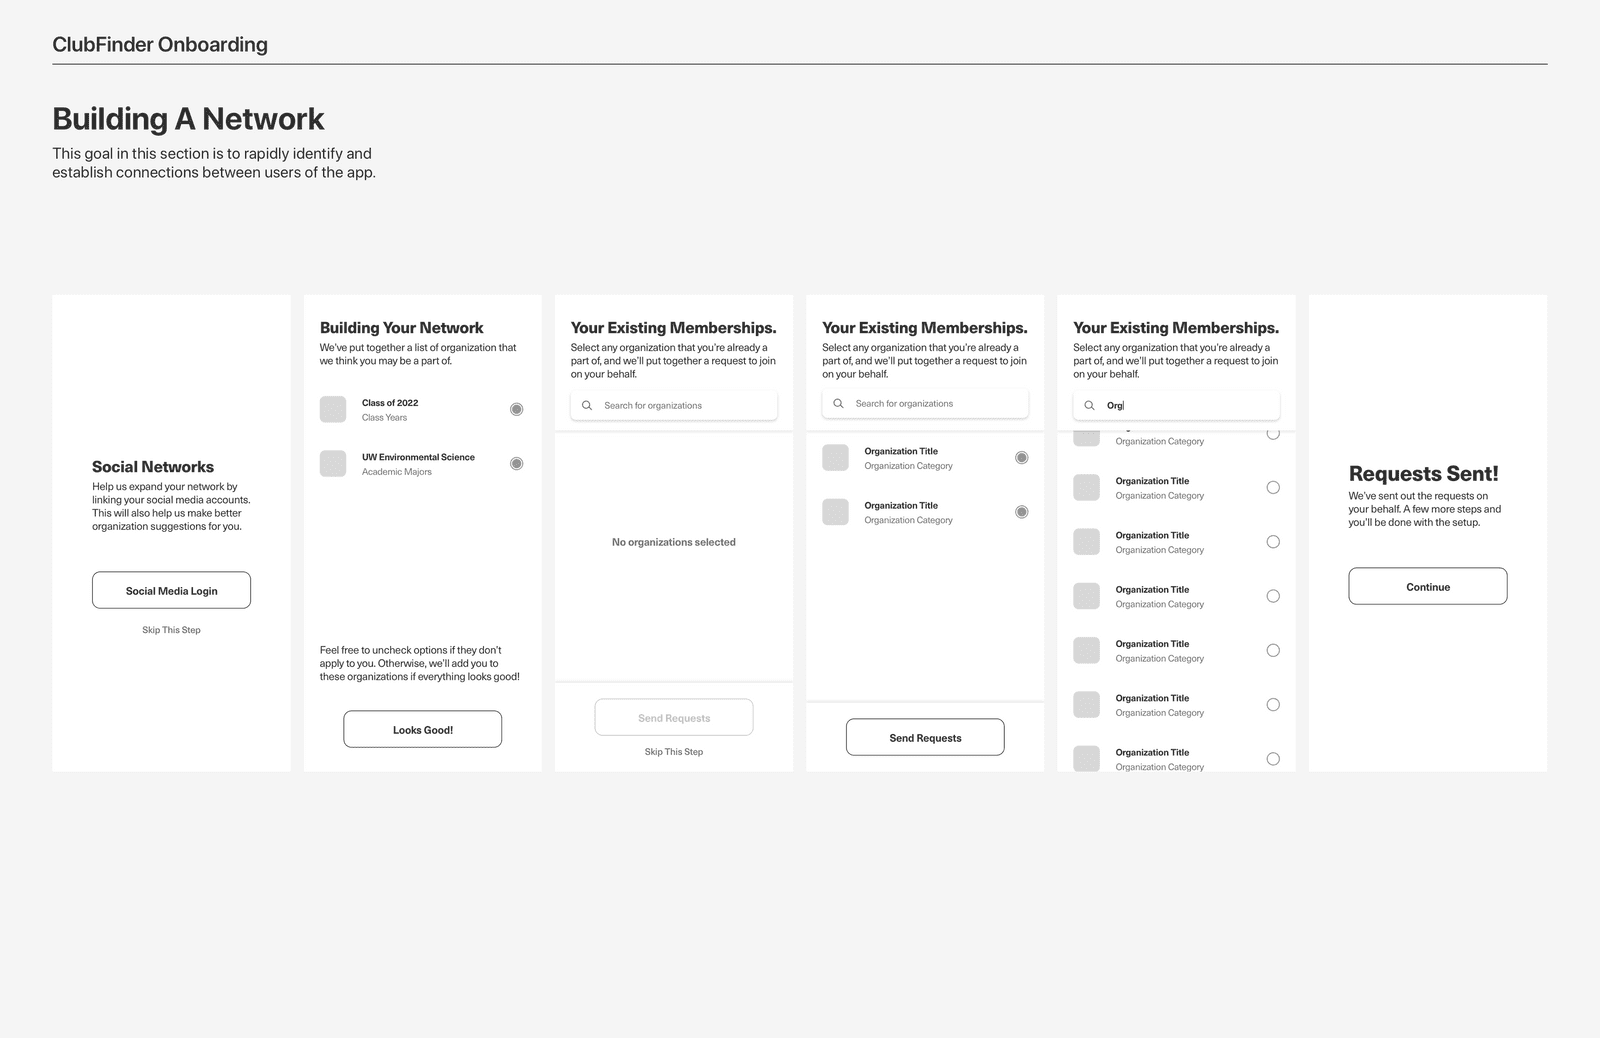 ClubFinder Onboarding
Building A Network
This goal in this section is to rapidly identify and
establish connections between users of the app.
Social Networks
Help us expand your network by
linking your social media accounts.
This will also help us make better
organization suggestions for you.
Social Media Login
Skip This Step
Building Your Network
We've put together a list of organization that
we think you may be a part of.
Class of 2022
Class Years
UW Environmental Science
Academic Majors
Feel free to uncheck options if they don't
apply to you. Otherwise, we'll add you to
these organizations if everything looks good!
Looks Good!
Your Existing Memberships.
Select any organization that you're already a
part of, and we'll put together a request to join
on your behalf.
Search for organizations
No organizations selected
Send Requests
Skip This Step
Your Existing Memberships.
Select any organization that you're already a
part of, and we'll put together a request to join
on your behalf.
Search for organizations
Organization Title
Organization Category
Organization Title
Organization Category
Send Requests
Your Existing Memberships.
Select any organization that you're already a
part of, and we'll put together a request to join
on your behalf.
Org
Organization Category
Organization Title
Organization Category
Organization Title
Organization Category
Organization Title
Organization Category
Organization Title
Organization Category
Organization Title
Organization Category
Organization Title
Organization Category
Requests Sent!
We've sent out the requests on
your behalf. A few more steps and
you'll be done with the setup.
Continue